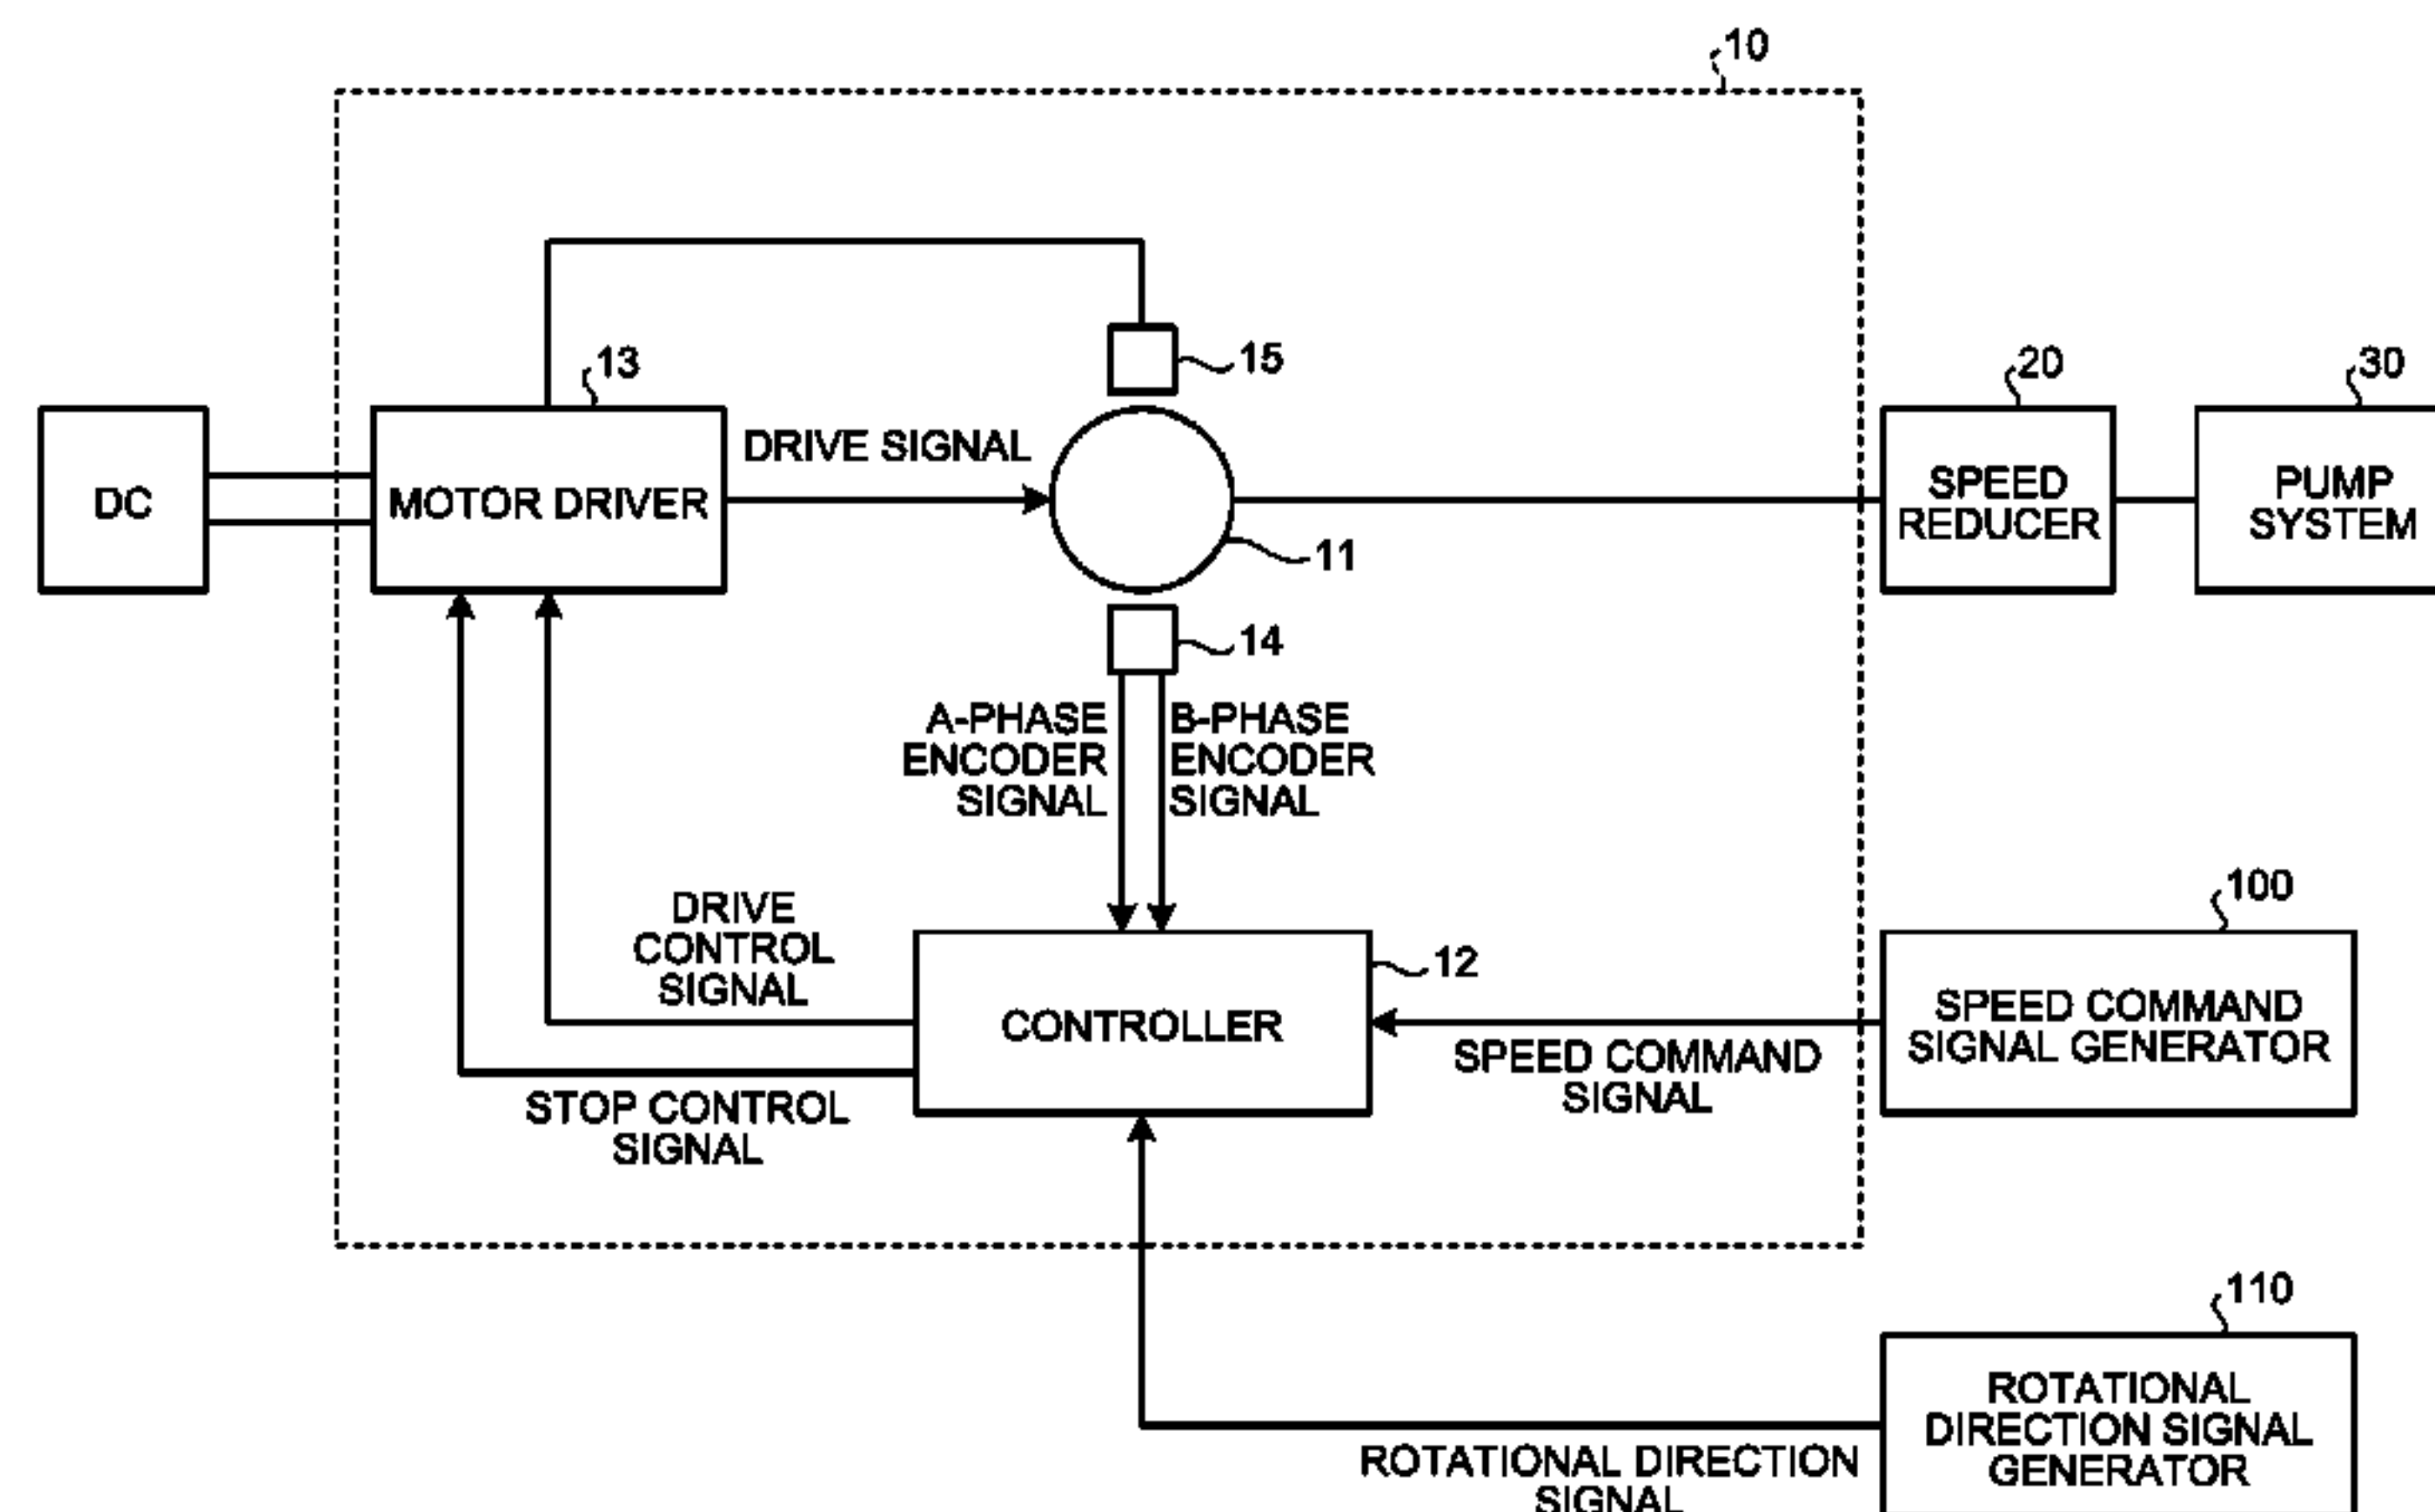 10
13
15
20
30
DRIVE SIGNAL
DC
MOTOR DRIVER
SPEED
REDUCER
PUMP
SYSTEM
11
14
A-PHASE
ENCODER
SIGNAL
B-PHASE
ENCODER
SIGNAL
100
DRIVE
CONTROL
SIGNAL
12
CONTROLLER
SPEED COMMAND
SIGNAL GENERATOR
SPEED COMMAND
SIGNAL
STOP CONTROL
SIGNAL
110
ROTATIONAL
DIRECTION SIGNAL
GENERATOR
ROTATIONAL DIRECTION
SIGNAL